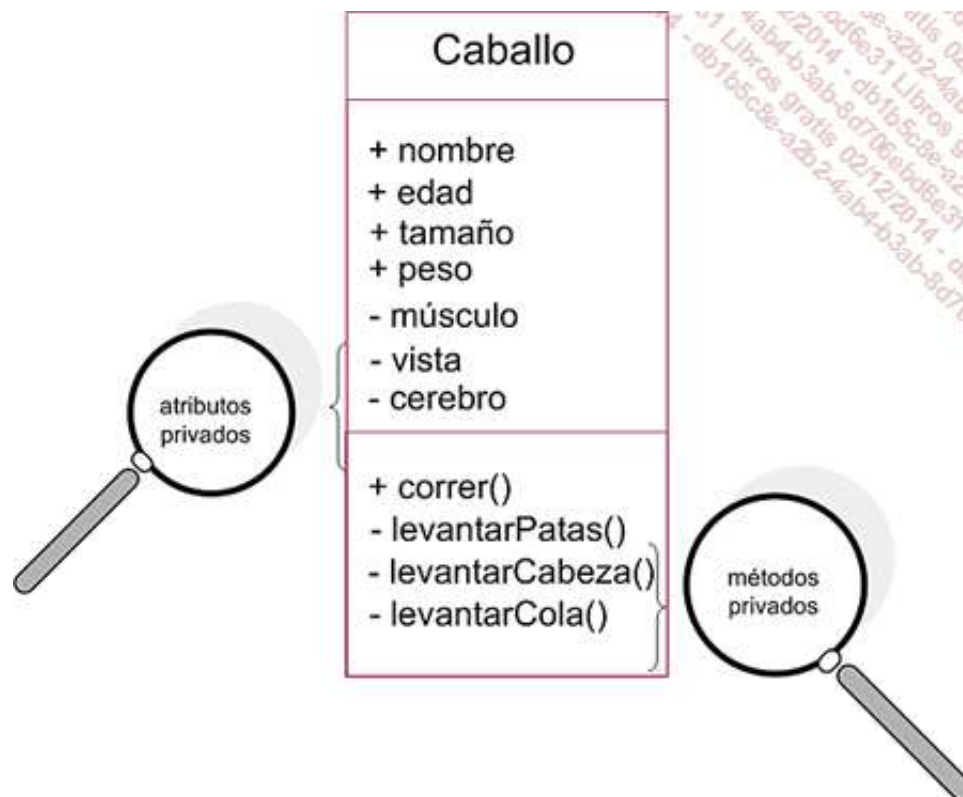 Caballo
+ nombre
+ edad
+ tamaño
+ peso
- músculo
- vista
- cerebro
atributos
privados
+ correr()
- levantarPatas()
- levantarCabeza()
- levantarCola()
métodos
privados